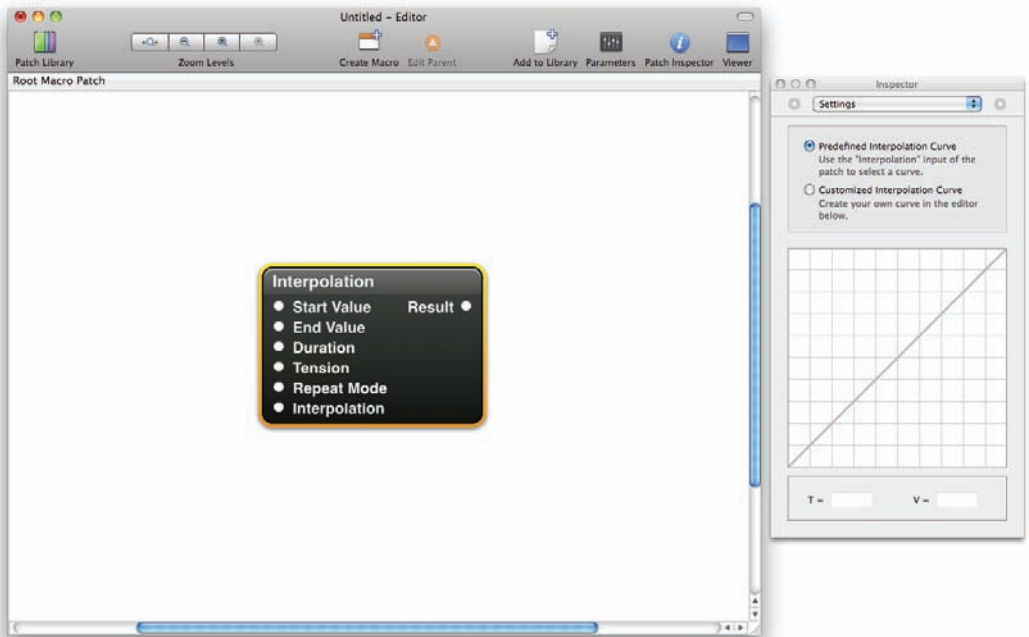 Untitled – Editor
Patch Library
Zoom Levels
Create Macro
Edit Parent
Add to Library
Parameters
Patch Inspector
Viewer
Root Macro Patch
Interpolation
Start Value
Result
End Value
Duration
Tension
Repeat Mode
Interpolation
Inspector
Settings
Predefined Interpolation Curve
Use the "Interpolation" input of the
patch to select a curve.
Customized Interpolation Curve
Create your own curve in the editor
below.
T =
V =